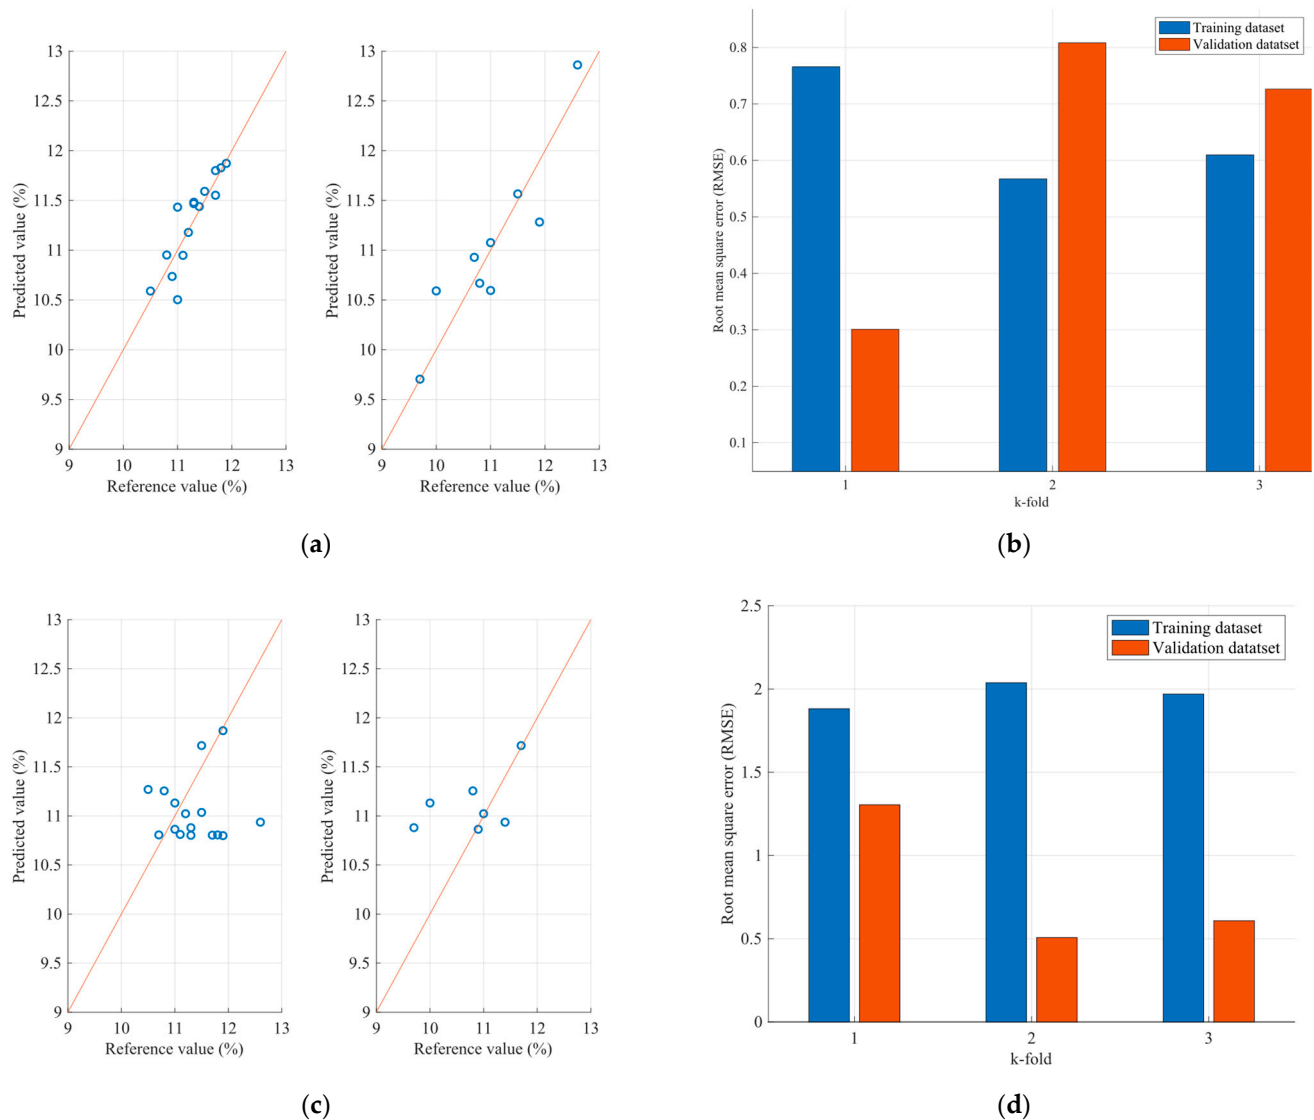 13
12.5
12
11.5
11
10.5
10
9.5
9
9 10 11 12 13
Predicted value (%)
Reference value (%)
13
12.5
12
11.5
11
10.5
10
9.5
9
9 10 11 12 13
Predicted value (%)
Reference value (%)
(a)
Training dataset
Validation datatset
0.8
0.7
0.6
0.5
0.4
0.3
0.2
0.1
Root mean square error (RMSE)
1 2 3
k-fold
(b)
13
12.5
12
11.5
11
10.5
10
9.5
9
9 10 11 12 13
Predicted value (%)
Reference value (%)
13
12.5
12
11.5
11
10.5
10
9.5
9
9 10 11 12 13
Predicted value (%)
Reference value (%)
(c)
Training dataset
Validation datatset
2.5
2
1.5
1
0.5
0
Root mean square error (RMSE)
1 2 3
k-fold
(d)